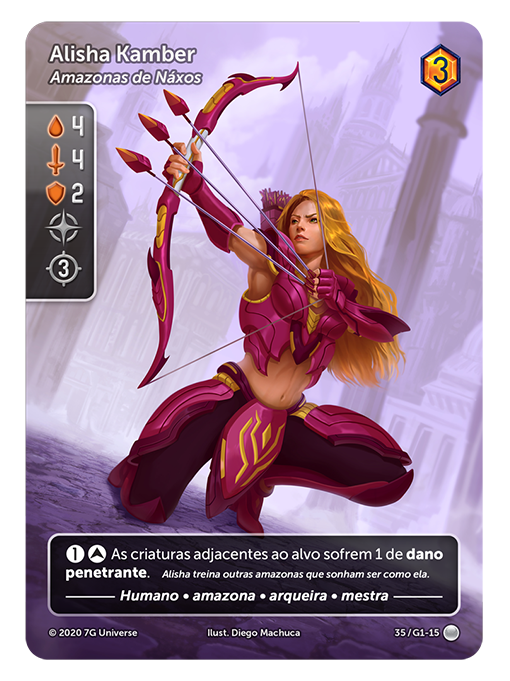 Alisha Kamber
Amazonas de Náxos
3
4
4
2
3
1 As criaturas adjacentes ao alvo sofrem 1 de dano
penetrante. Alisha treina outras amazonas que sonham ser como ela.
Humano • amazona • arqueira • mestra
© 2020 7G Universe Ilust. Diego Machuca 35/G1-15